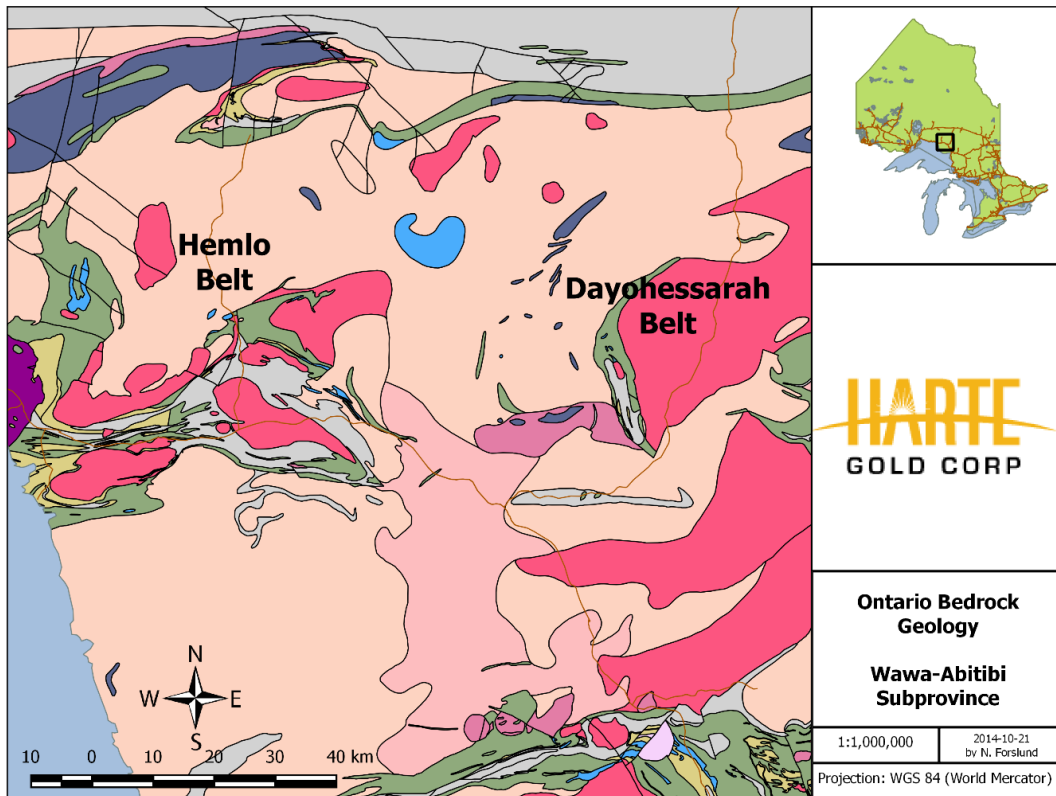 Hemlo
Belt
Dayohessarah
Belt
N
W E
S
10 0 10 20 30 40 km
HARTE
GOLD CORP
Ontario Bedrock
Geology
Wawa-Abitibi
Subprovince
1:1,000,000
2014-10-21
by N. Forslund
Projection: WGS 84 (World Mercator)